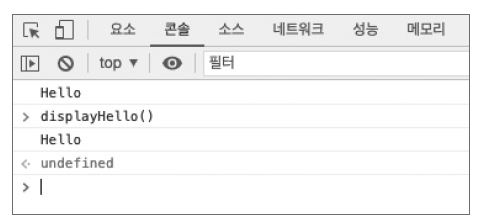 요소 콘솔 소스 네트워크 성능 메모리
top ▼ 필터
Hello
> displayHello()
Hello
<· undefined
>